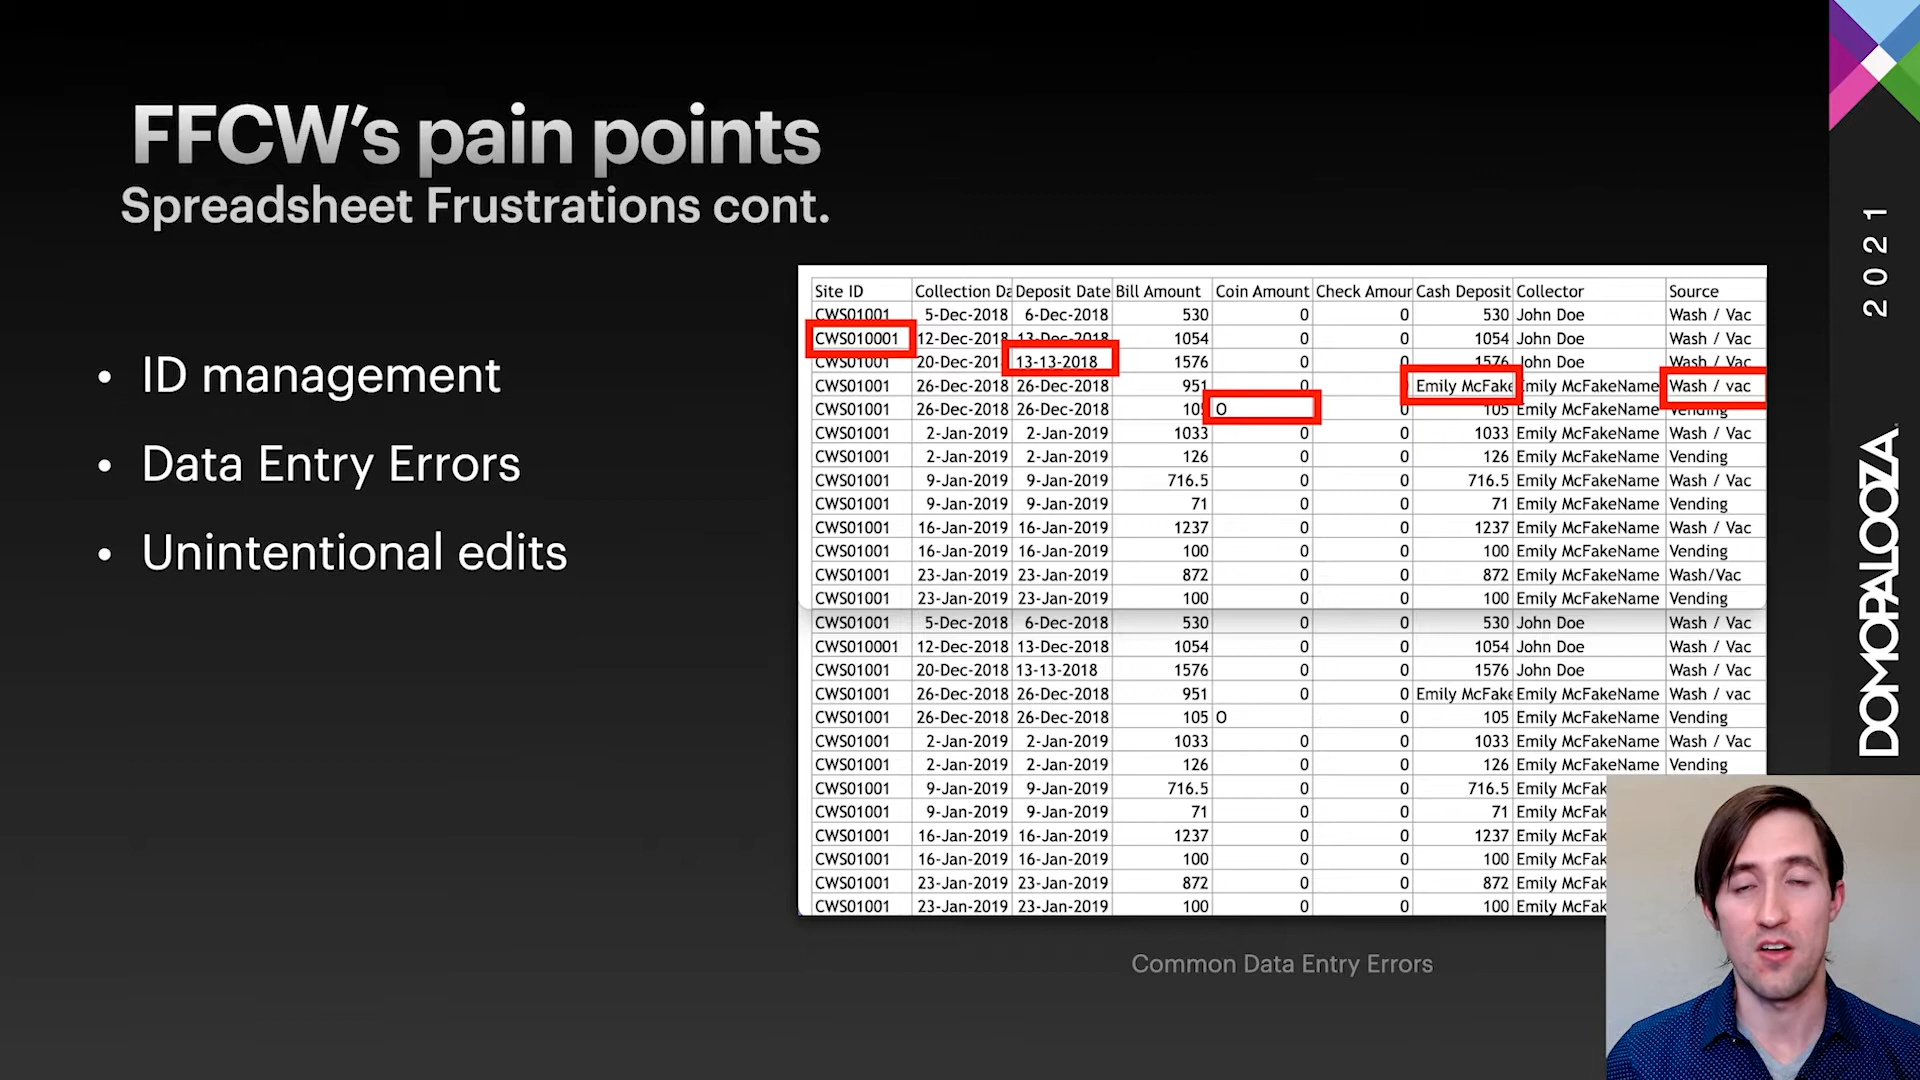 FFCW's pain points
Spreadsheet Frustrations cont.
• ID management
• Data Entry Errors
• Unintentional edits
Site ID Collection Da Deposit Date Bill Amount Coin Amount Check Amour Cash Deposit Collector Source
CWS01001 5-Dec-2018 6-Dec-2018 530 0 0 530 John Doe Wash / Vac
CWS010001 12-Dec-2018 13-Dec-2018 1054 0 0 1054 John Doe Wash / Vac
CWS01001 20-Dec-201 13-13-2018 1576 0 0 1576 John Doe Wash / Vac
CWS01001 26-Dec-2018 26-Dec-2018 951 0 Emily McFake Emily McFakeName Wash / vac
CWS01001 26-Dec-2018 26-Dec-2018 105 O 0 105 Emily McFakeName Vending
CWS01001 2-Jan-2019 2-Jan-2019 1033 0 0 1033 Emily McFakeName Wash / Vac
CWS01001 2-Jan-2019 2-Jan-2019 126 0 0 126 Emily McFakeName Vending
CWS01001 9-Jan-2019 9-Jan-2019 716.5 0 0 716.5 Emily McFakeName Wash / Vac
CWS01001 9-Jan-2019 9-Jan-2019 71 0 0 71 Emily McFakeName Vending
CWS01001 16-Jan-2019 16-Jan-2019 1237 0 0 1237 Emily McFakeName Wash / Vac
CWS01001 16-Jan-2019 16-Jan-2019 100 0 0 100 Emily McFakeName Vending
CWS01001 23-Jan-2019 23-Jan-2019 872 0 0 872 Emily McFakeName Wash/Vac
CWS01001 23-Jan-2019 23-Jan-2019 100 0 0 100 Emily McFakeName Vending
CWS01001 5-Dec-2018 6-Dec-2018 530 0 0 530 John Doe Wash / Vac
CWS010001 12-Dec-2018 13-Dec-2018 1054 0 0 1054 John Doe Wash / Vac
CWS01001 20-Dec-2018 13-13-2018 1576 0 0 1576 John Doe Wash / Vac
CWS01001 26-Dec-2018 26-Dec-2018 951 0 0 Emily McFake Emily McFakeName Wash / vac
CWS01001 26-Dec-2018 26-Dec-2018 105 O 0 105 Emily McFakeName Vending
CWS01001 2-Jan-2019 2-Jan-2019 1033 0 0 1033 Emily McFakeName Wash / Vac
CWS01001 2-Jan-2019 2-Jan-2019 126 0 0 126 Emily McFakeName Vending
CWS01001 9-Jan-2019 9-Jan-2019 716.5 0 0 716.5 Emily McFak
CWS01001 9-Jan-2019 9-Jan-2019 71 0 0 71 Emily McFak
CWS01001 16-Jan-2019 16-Jan-2019 1237 0 0 1237 Emily McFak
CWS01001 16-Jan-2019 16-Jan-2019 100 0 0 100 Emily McFak
CWS01001 23-Jan-2019 23-Jan-2019 872 0 0 872 Emily McFak
CWS01001 23-Jan-2019 23-Jan-2019 100 0 0 100 Emily McFak
Common Data Entry Errors
DOMOPALOOZA 2021